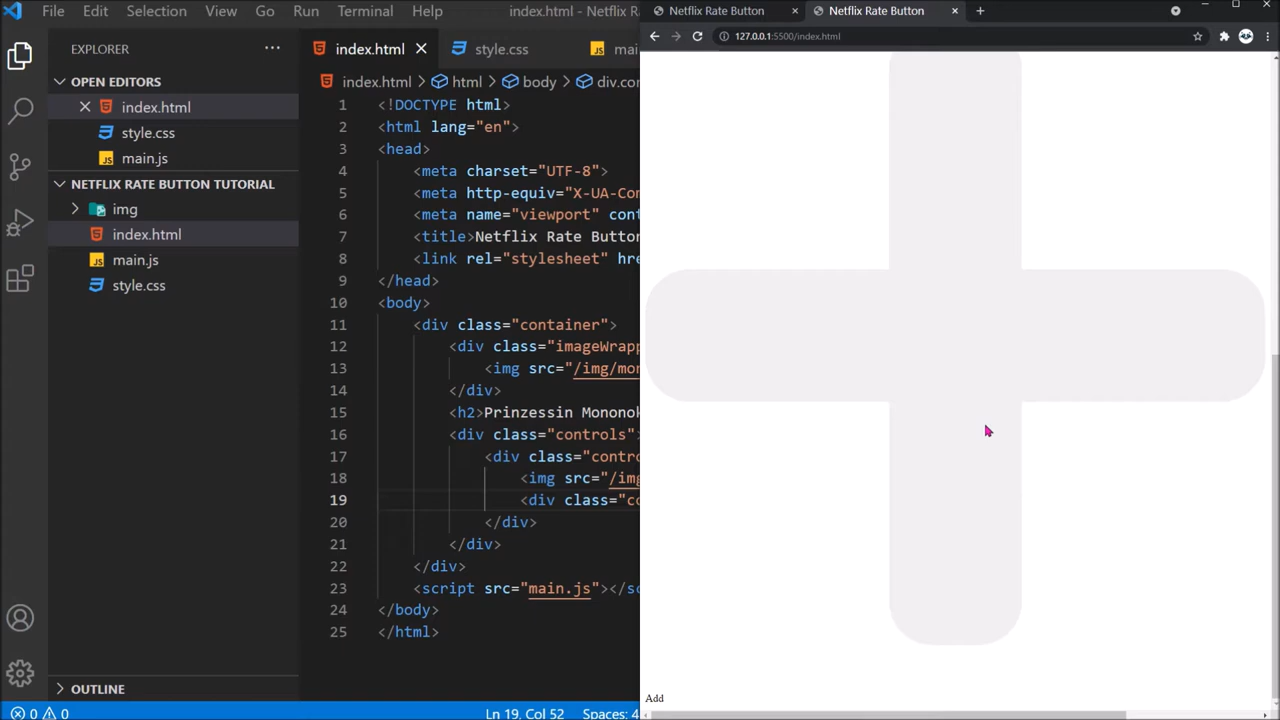 File Edit Selection View Go Run Terminal Help index.html - Netflix R
Netflix Rate Button
Netflix Rate Button
127.0.0.1:5500/index.html
EXPLORER
index.html
style.css
mai
OPEN EDITORS
index.html
style.css
main.js
NETFLIX RATE BUTTON TUTORIAL
img
index.html
main.js
style.css
OUTLINE
index.html > html > body > div.co
1 <!DOCTYPE html>
2 <html lang="en">
3 <head>
4 <meta charset="UTF-8">
5 <meta http-equiv="X-UA-Co
6 <meta name="viewport" cont
7 <title>Netflix Rate Button
8 <link rel="stylesheet" hre
9 </head>
10 <body>
11 <div class="container">
12 <div class="imageWrapp
13 <img src="/img/mon
14 </div>
15 <h2>Prinzessin Mononok
16 <div class="controls">
17 <div class="contro
18 <img src="/img
19 <div class="co
20 </div>
21 </div>
22 </div>
23 <script src="main.js"></sc
24 </body>
25 </html>
0 0
Ln 19, Col 52 Spaces: 4
Add